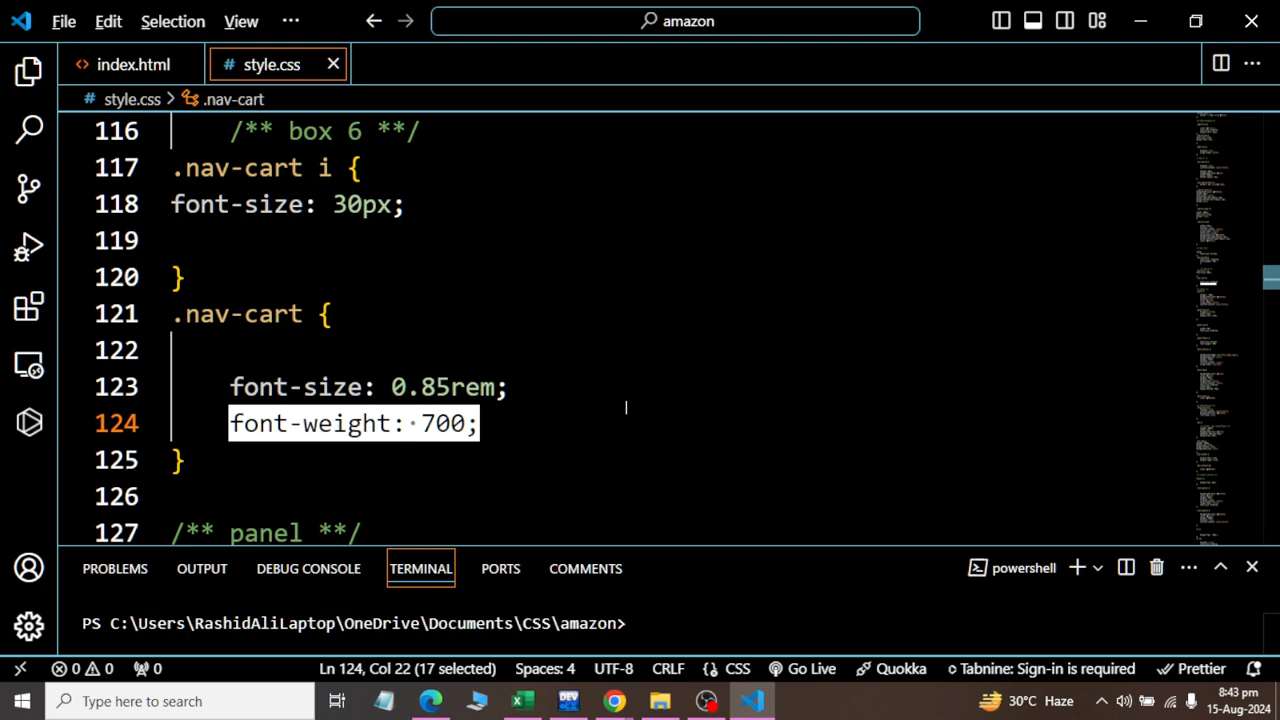 File Edit Selection View ··· amazon
index.html style.css
style.css .nav-cart
116 /** box 6 **/
117 .nav-cart i {
118 font-size: 30px;
119
120 }
121 .nav-cart {
122
123 font-size: 0.85rem;
124 font-weight: 700;
125 }
126
127 /** panel **/
PROBLEMS OUTPUT DEBUG CONSOLE TERMINAL PORTS COMMENTS powershell
PS C:\Users\RashidAliLaptop\OneDrive\Documents\CSS\amazon>
0 0 0 Ln 124, Col 22 (17 selected) Spaces: 4 UTF-8 CRLF CSS Go Live Quokka Tabnine: Sign-in is required Prettier
Type here to search 30°C Haze 8:43 pm
15-Aug-2024